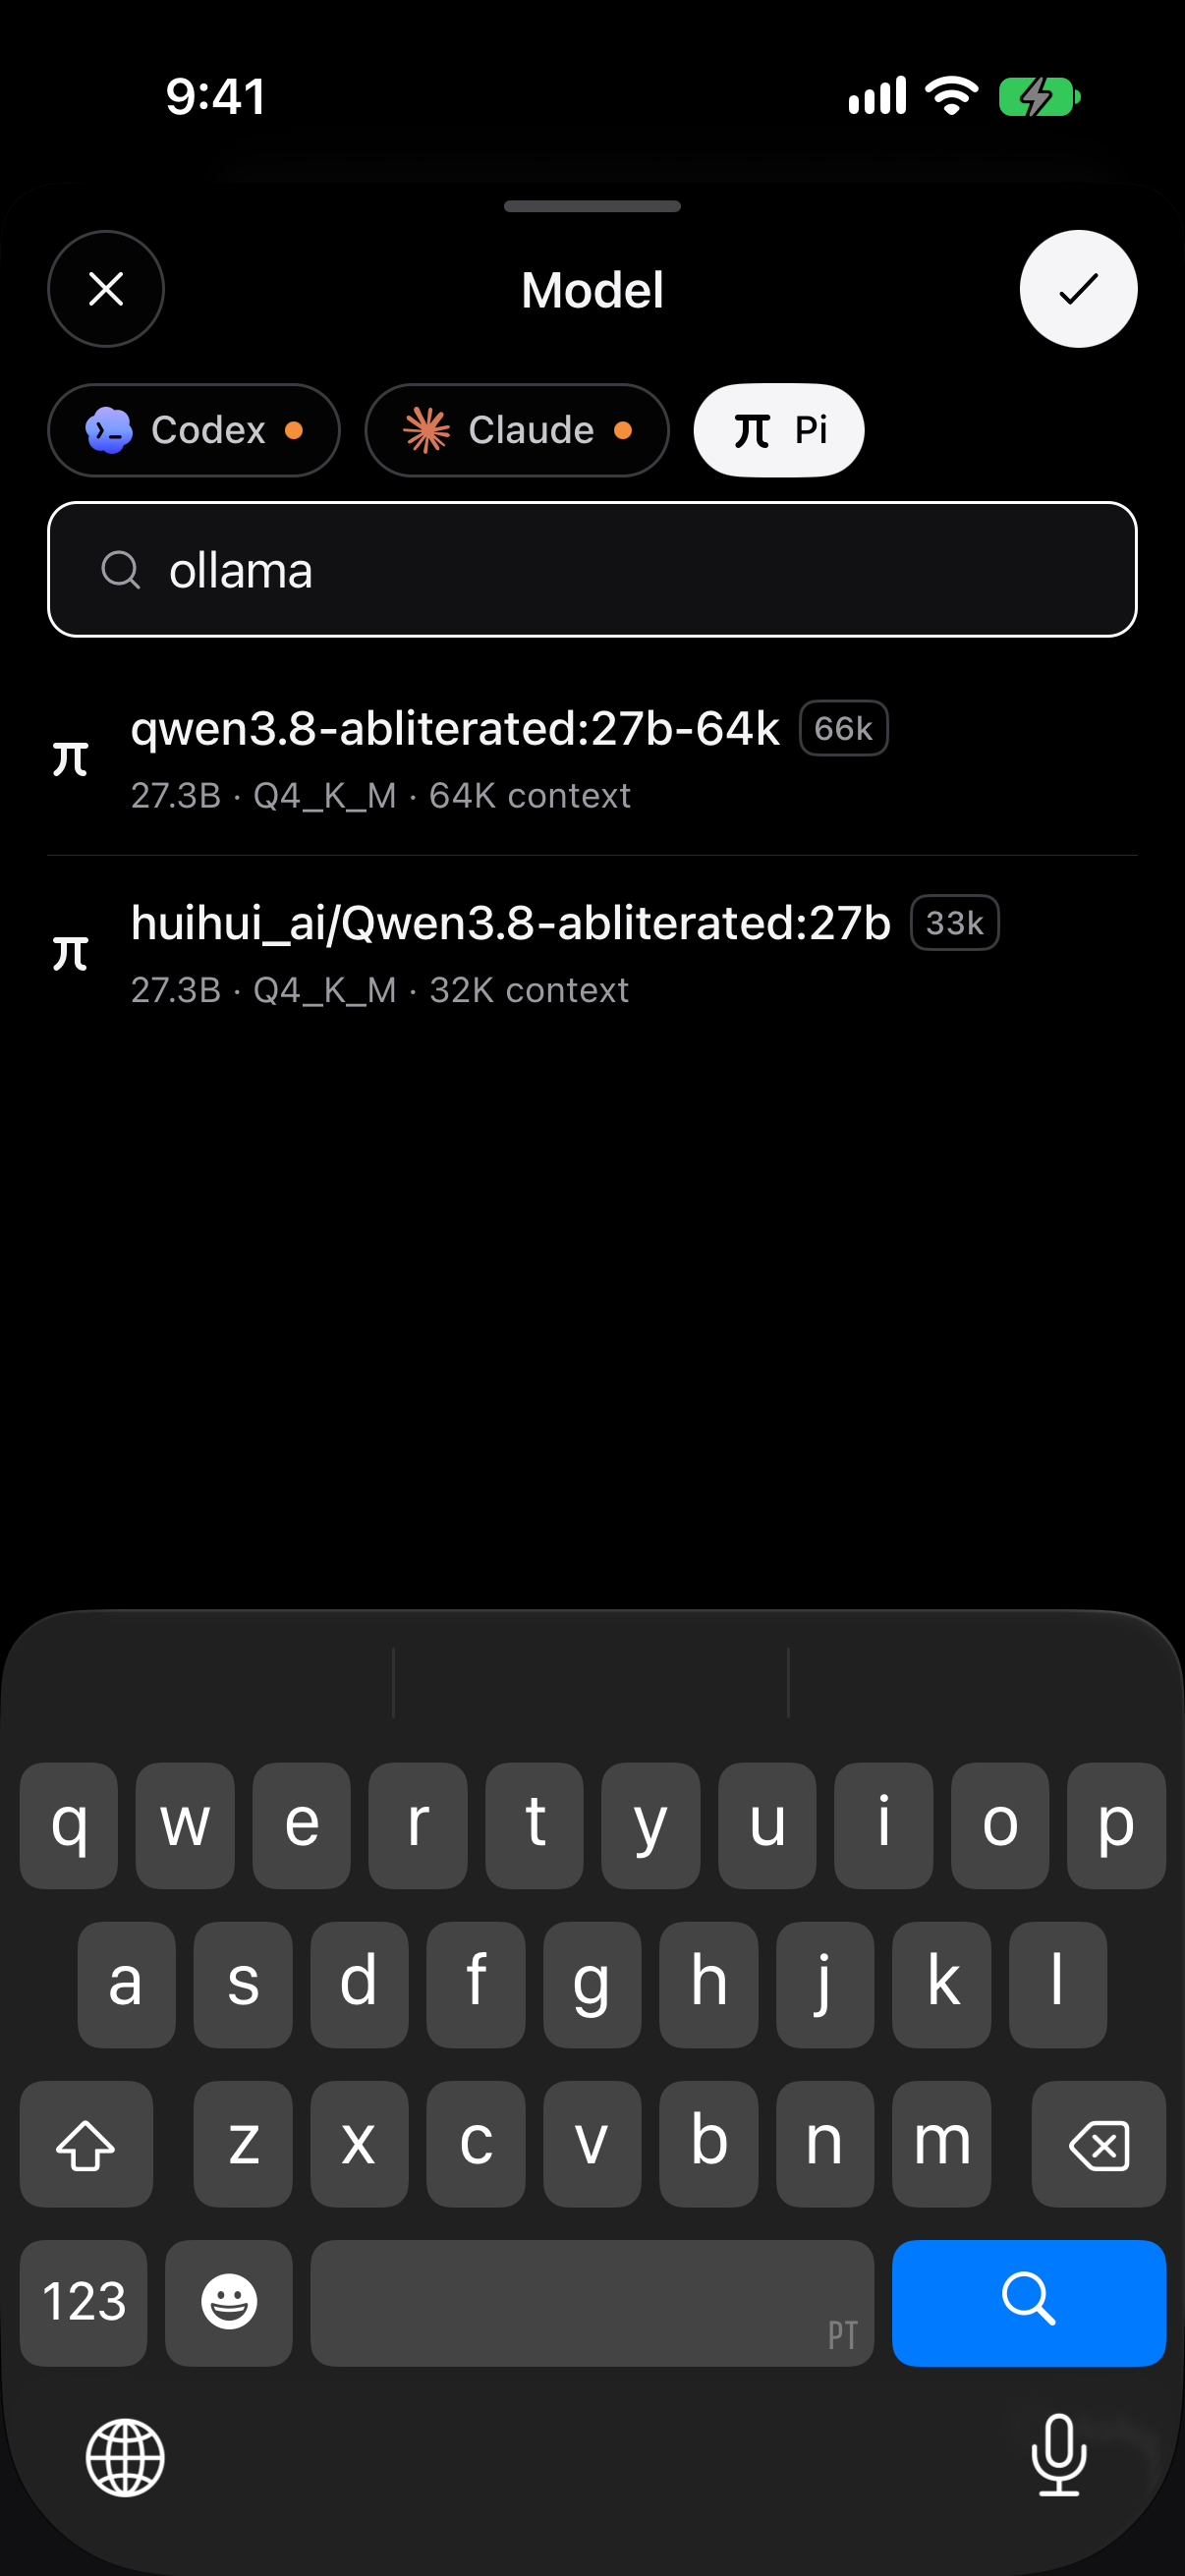 9:41
Model
Codex
Claude
π Pi
ollama
qwen3.8-abliterated:27b-64k 66k
27.3B · Q4_K_M · 64K context
huihui_ai/Qwen3.8-abliterated:27b 33k
27.3B · Q4_K_M · 32K context
q w e r t y u i o p
a s d f g h j k l
z x c v b n m
123
PT